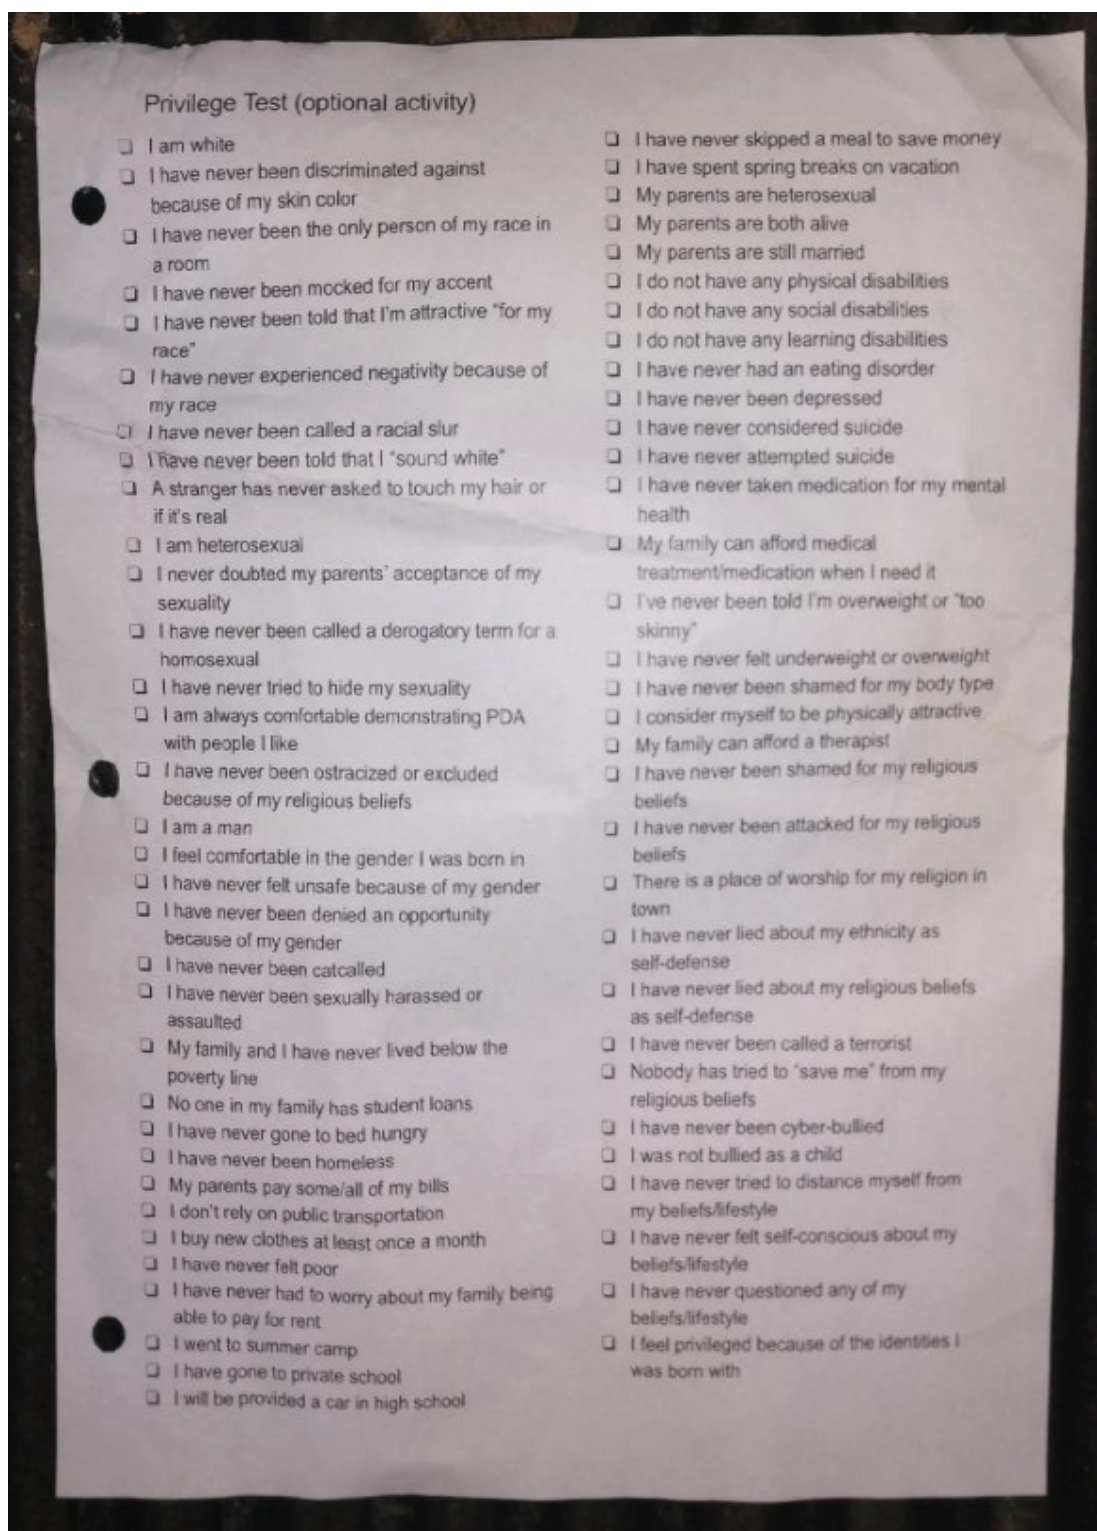 Privilege Test (optional activity)
❏ I am white
❏ I have never been discriminated against
because of my skin color
❏ I have never been the only person of my race in
a room
❏ I have never been mocked for my accent
❏ I have never been told that I'm attractive "for my
race"
❏ I have never experienced negativity because of
my race
❏ I have never been called a racial slur
❏ I have never been told that I "sound white"
❏ A stranger has never asked to touch my hair or
if it's real
❏ I am heterosexual
❏ I never doubted my parents' acceptance of my
sexuality
❏ I have never been called a derogatory term for a
homosexual
❏ I have never tried to hide my sexuality
❏ I am always comfortable demonstrating PDA
with people I like
❏ I have never been ostracized or excluded
because of my religious beliefs
❏ I am a man
❏ I feel comfortable in the gender I was born in
❏ I have never felt unsafe because of my gender
❏ I have never been denied an opportunity
because of my gender
❏ I have never been catcalled
❏ I have never been sexually harassed or
assaulted
❏ My family and I have never lived below the
poverty line
❏ No one in my family has student loans
❏ I have never gone to bed hungry
❏ I have never been homeless
❏ My parents pay some/all of my bills
❏ I don't rely on public transportation
❏ I buy new clothes at least once a month
❏ I have never felt poor
❏ I have never had to worry about my family being
able to pay for rent
❏ I went to summer camp
❏ I have gone to private school
❏ I will be provided a car in high school
❏ I have never skipped a meal to save money
❏ I have spent spring breaks on vacation
❏ My parents are heterosexual
❏ My parents are both alive
❏ My parents are still married
❏ I do not have any physical disabilities
❏ I do not have any social disabilities
❏ I do not have any learning disabilities
❏ I have never had an eating disorder
❏ I have never been depressed
❏ I have never considered suicide
❏ I have never attempted suicide
❏ I have never taken medication for my mental
health
❏ My family can afford medical
treatment/medication when I need it
❏ I've never been told I'm overweight or "too
skinny"
❏ I have never felt underweight or overweight
❏ I have never been shamed for my body type
❏ I consider myself to be physically attractive
❏ My family can afford a therapist
❏ I have never been shamed for my religious
beliefs
❏ I have never been attacked for my religious
beliefs
❏ There is a place of worship for my religion in
town
❏ I have never lied about my ethnicity as
self-defense
❏ I have never lied about my religious beliefs
as self-defense
❏ I have never been called a terrorist
❏ Nobody has tried to "save me" from my
religious beliefs
❏ I have never been cyber-bullied
❏ I was not bullied as a child
❏ I have never tried to distance myself from
my beliefs/lifestyle
❏ I have never felt self-conscious about my
beliefs/lifestyle
❏ I have never questioned any of my
beliefs/lifestyle
❏ I feel privileged because of the identities I
was born with